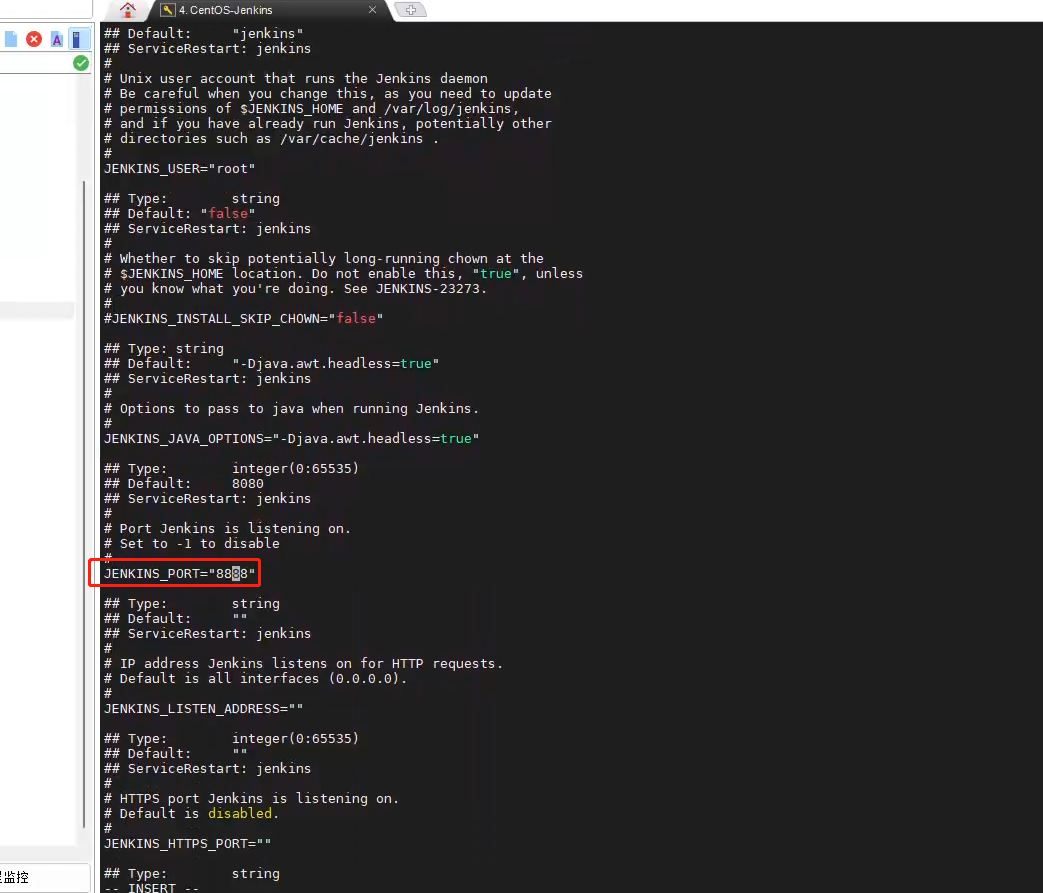 4. CentOS-Jenkins
## Default:     "jenkins"
## ServiceRestart: jenkins
#
# Unix user account that runs the Jenkins daemon
# Be careful when you change this, as you need to update
# permissions of $JENKINS_HOME and /var/log/jenkins,
# and if you have already run Jenkins, potentially other
# directories such as /var/cache/jenkins .
#
JENKINS_USER="root"
## Type:        string
## Default: "false"
## ServiceRestart: jenkins
#
# Whether to skip potentially long-running chown at the
# $JENKINS_HOME location. Do not enable this, "true", unless
# you know what you're doing. See JENKINS-23273.
#
#JENKINS_INSTALL_SKIP_CHOWN="false"
## Type: string
## Default:     "-Djava.awt.headless=true"
## ServiceRestart: jenkins
#
# Options to pass to java when running Jenkins.
#
JENKINS_JAVA_OPTIONS="-Djava.awt.headless=true"
## Type:        integer(0:65535)
## Default:     8080
## ServiceRestart: jenkins
#
# Port Jenkins is listening on.
# Set to -1 to disable
#
JENKINS_PORT="8888"
## Type:        string
## Default:     ""
## ServiceRestart: jenkins
#
# IP address Jenkins listens on for HTTP requests.
# Default is all interfaces (0.0.0.0).
#
JENKINS_LISTEN_ADDRESS=""
## Type:        integer(0:65535)
## Default:     ""
## ServiceRestart: jenkins
#
# HTTPS port Jenkins is listening on.
# Default is disabled.
#
JENKINS_HTTPS_PORT=""
## Type:        string
-- INSERT --
监控